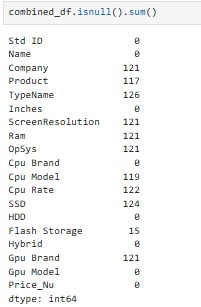 combined_df.isnull().sum()
Std ID 0
Name 0
Company 121
Product 117
TypeName 126
Inches 0
ScreenResolution 121
Ram 121
OpSys 121
Cpu Brand 0
Cpu Model 119
Cpu Rate 122
SSD 124
HDD 0
Flash Storage 15
Hybrid 0
Gpu Brand 121
Gpu Model 0
Price_Nu 0
dtype: int64